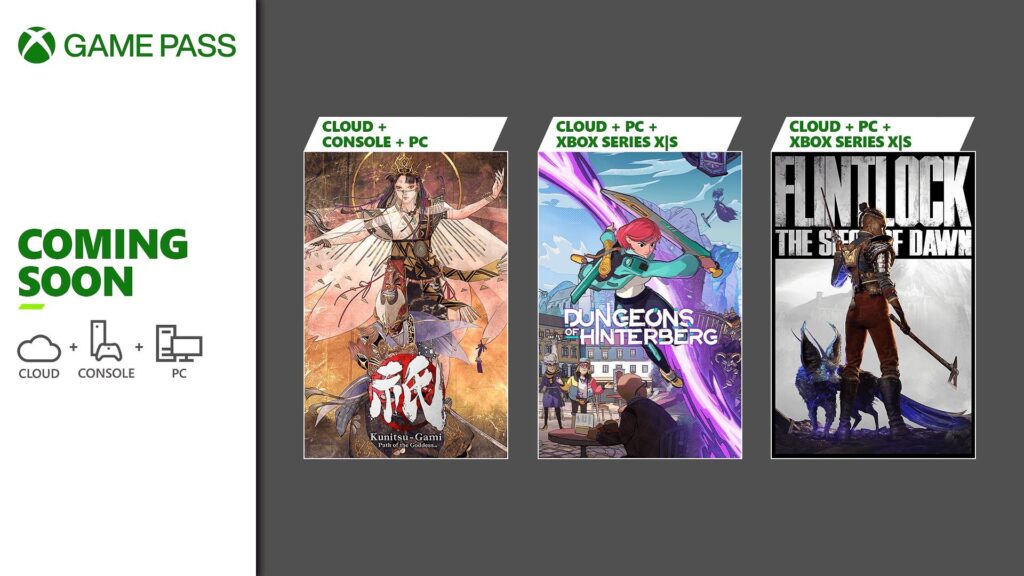 GAME PASS
COMING
SOON
CLOUD + CONSOLE + PC
CLOUD +
CONSOLE + PC
祇
Kunitsu-Gami
Path of the Goddess
CLOUD + PC +
XBOX SERIES X|S
DUNGEONS
OF HINTERBERG
CLOUD + PC +
XBOX SERIES X|S
FLINTLOCK
THE SIEGE OF DAWN